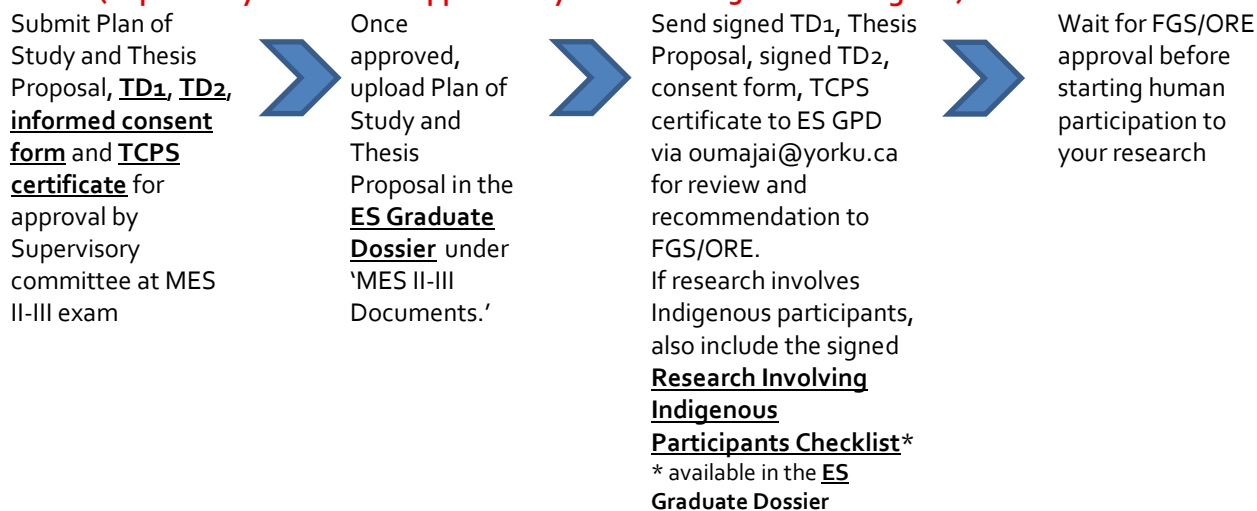 Submit Plan of
Study and Thesis
Proposal, TD1, TD2,
informed consent
form and TCPS
certificate for
approval by
Supervisory
committee at MES
II-III exam
Once
approved,
upload Plan of
Study and
Thesis
Proposal in the
ES Graduate
Dossier under
‘MES II-III
Documents.’
Send signed TD1, Thesis
Proposal, signed TD2,
consent form, TCPS
certificate to ES GPD
via oumajai@yorku.ca
for review and
recommendation to
FGS/ORE.
If research involves
Indigenous participants,
also include the signed
Research Involving
Indigenous
Participants Checklist*
* available in the ES
Graduate Dossier
Wait for FGS/ORE
approval before
starting human
participation to
your research